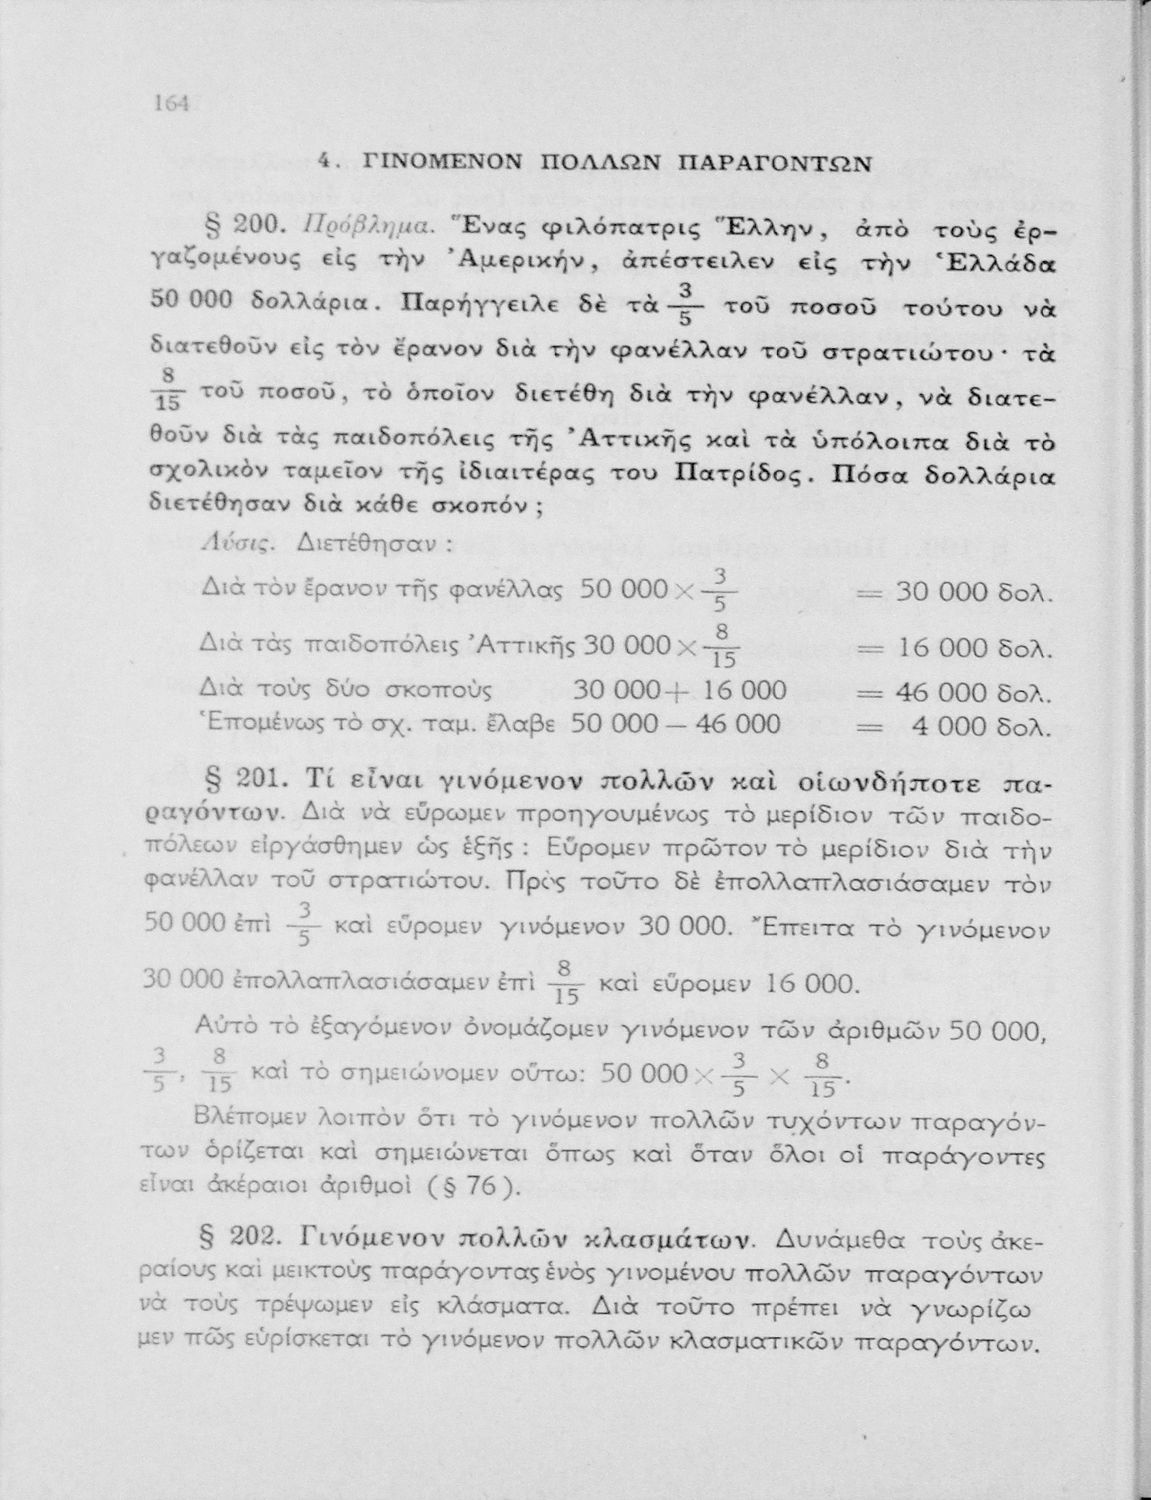 164
4. ΓΙΝΟΜΕΝΟΝ ΠΟΛΛΩΝ ΠΑΡΑΓΟΝΤΩΝ
§ 200. Πρόβλημα. Ἕνας φιλόπατρις Ἕλλην, ἀπὸ τοὺς ἐρ-
γαζομένους εἰς τὴν Ἀμερικήν, ἀπέστειλεν εἰς τὴν Ἑλλάδα
50 000 δολλάρια. Παρήγγειλε δὲ τὰ 3/5 τοῦ ποσοῦ τούτου νὰ
διατεθοῦν εἰς τὸν ἔρανον διὰ τὴν φανέλλαν τοῦ στρατιώτου· τὰ
8/15 τοῦ ποσοῦ, τὸ ὁποῖον διετέθη διὰ τὴν φανέλλαν, νὰ διατε-
θοῦν διὰ τὰς παιδοπόλεις τῆς Ἀττικῆς καὶ τὰ ὑπόλοιπα διὰ τὸ
σχολικὸν ταμεῖον τῆς ἰδιαιτέρας του Πατρίδος. Πόσα δολλάρια
διετέθησαν διὰ κάθε σκοπόν;
Λύσις. Διετέθησαν :
Διὰ τὸν ἔρανον τῆς φανέλλας 50 000 × 3/5 = 30 000 δολ.
Διὰ τὰς παιδοπόλεις Ἀττικῆς 30 000 × 8/15 = 16 000 δολ.
Διὰ τοὺς δύο σκοποὺς 30 000 + 16 000 = 46 000 δολ.
Ἑπομένως τὸ σχ. ταμ. ἔλαβε 50 000 – 46 000 = 4 000 δολ.
§ 201. Τί εἶναι γινόμενον πολλῶν καὶ οἱωνδήποτε πα-
ραγόντων. Διὰ νὰ εὕρωμεν προηγουμένως τὸ μερίδιον τῶν παιδο-
πόλεων εἰργάσθημεν ὡς ἑξῆς : Εὕρομεν πρῶτον τὸ μερίδιον διὰ τὴν
φανέλλαν τοῦ στρατιώτου. Πρὸς τοῦτο δὲ ἐπολλαπλασιάσαμεν τὸν
50 000 ἐπὶ 3/5 καὶ εὕρομεν γινόμενον 30 000. Ἔπειτα τὸ γινόμενον
30 000 ἐπολλαπλασιάσαμεν ἐπὶ 8/15 καὶ εὕρομεν 16 000.
Αὐτὸ τὸ ἐξαγόμενον ὀνομάζομεν γινόμενον τῶν ἀριθμῶν 50 000,
3/5, 8/15 καὶ τὸ σημειώνομεν οὕτω: 50 000 × 3/5 × 8/15.
Βλέπομεν λοιπὸν ὅτι τὸ γινόμενον πολλῶν τυχόντων παραγόν-
των ὁρίζεται καὶ σημειώνεται ὅπως καὶ ὅταν ὅλοι οἱ παράγοντες
εἶναι ἀκέραιοι ἀριθμοὶ (§ 76).
§ 202. Γινόμενον πολλῶν κλασμάτων. Δυνάμεθα τοὺς ἀκε-
ραίους καὶ μεικτοὺς παράγοντας ἑνὸς γινομένου πολλῶν παραγόντων
νὰ τοὺς τρέψωμεν εἰς κλάσματα. Διὰ τοῦτο πρέπει νὰ γνωρίζω
μεν πῶς εὑρίσκεται τὸ γινόμενον πολλῶν κλασματικῶν παραγόντων.